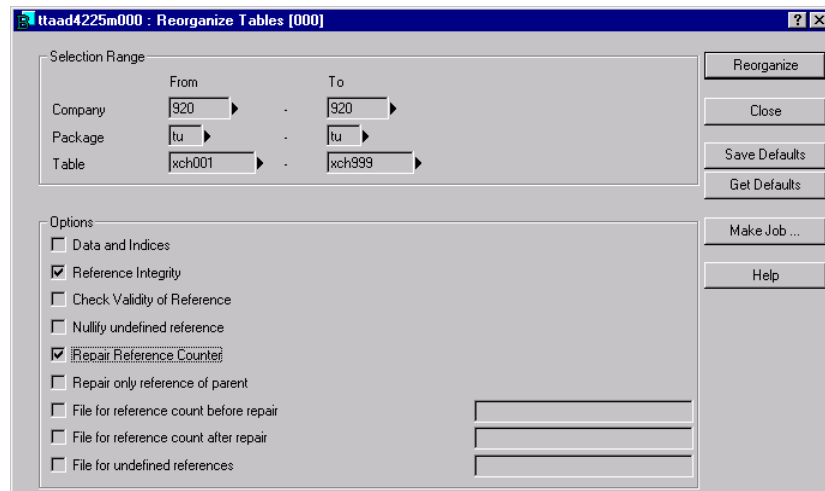 ttaad4225m000 : Reorganize Tables [000]
Selection Range
From To
Company 920 - 920
Package tu - tu
Table xch001 - xch999
Options
Data and Indices
Reference Integrity
Check Validity of Reference
Nullify undefined reference
Repair Reference Counter
Repair only reference of parent
File for reference count before repair
File for reference count after repair
File for undefined references
Reorganize
Close
Save Defaults
Get Defaults
Make Job ...
Help